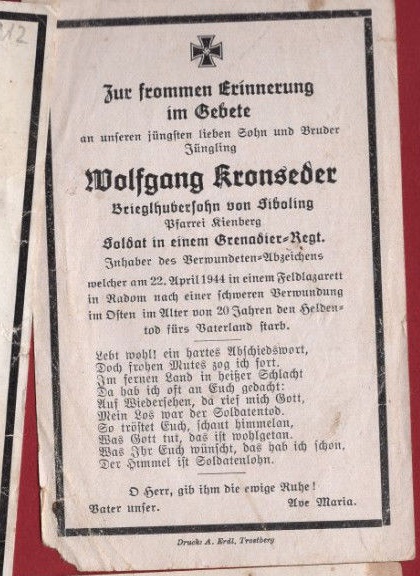 12
Zur frommen Erinnerung
im Gebete
an unseren jüngsten lieben Sohn und Bruder
Jüngling
Wolfgang Kronseder
Brieglhubersohn von Siboling
Pfarrei Kienberg
Soldat in einem Grenadier-Regt.
Inhaber des Verwundeten-Abzeichens
welcher am 22. April 1944 in einem Feldlazarett
in Radom nach einer schweren Verwundung
im Osten im Alter von 20 Jahren den Helden-
tod fürs Vaterland starb.
Lebt wohl! ein hartes Abschiedswort,
Doch frohen Mutes zog ich fort.
Im fernen Land in heißer Schlacht
Da hab ich oft an Euch gedacht:
Auf Wiedersehen, da rief mich Gott,
Mein Los war der Soldatentod.
So tröstet Euch, schaut himmelan,
Was Gott tut, das ist wohlgetan.
Was Ihr Euch wünscht, das hab ich schon,
Der Himmel ist Soldatenlohn.
O Herr, gib ihm die ewige Ruhe!
Vater unser. Ave Maria.
Druck: A. Erdl, Trostberg